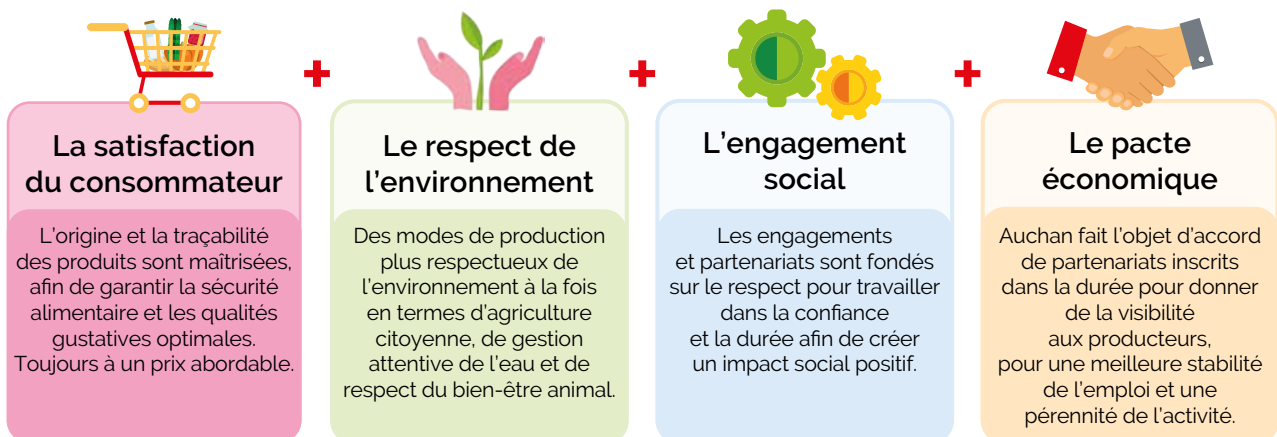 La satisfaction
du consommateur
L'origine et la traçabilité
des produits sont maîtrisées,
afin de garantir la sécurité
alimentaire et les qualités
gustatives optimales.
Toujours à un prix abordable.
Le respect de
l'environnement
Des modes de production
plus respectueux de
l'environnement à la fois
en termes d'agriculture
citoyenne, de gestion
attentive de l'eau et de
respect du bien-être animal.
L'engagement
social
Les engagements
et partenariats sont fondés
sur le respect pour travailler
dans la confiance
et la durée afin de créer
un impact social positif.
Le pacte
économique
Auchan fait l'objet d'accord
de partenariats inscrits
dans la durée pour donner
de la visibilité
aux producteurs,
pour une meilleure stabilité
de l'emploi et une
pérennité de l'activité.